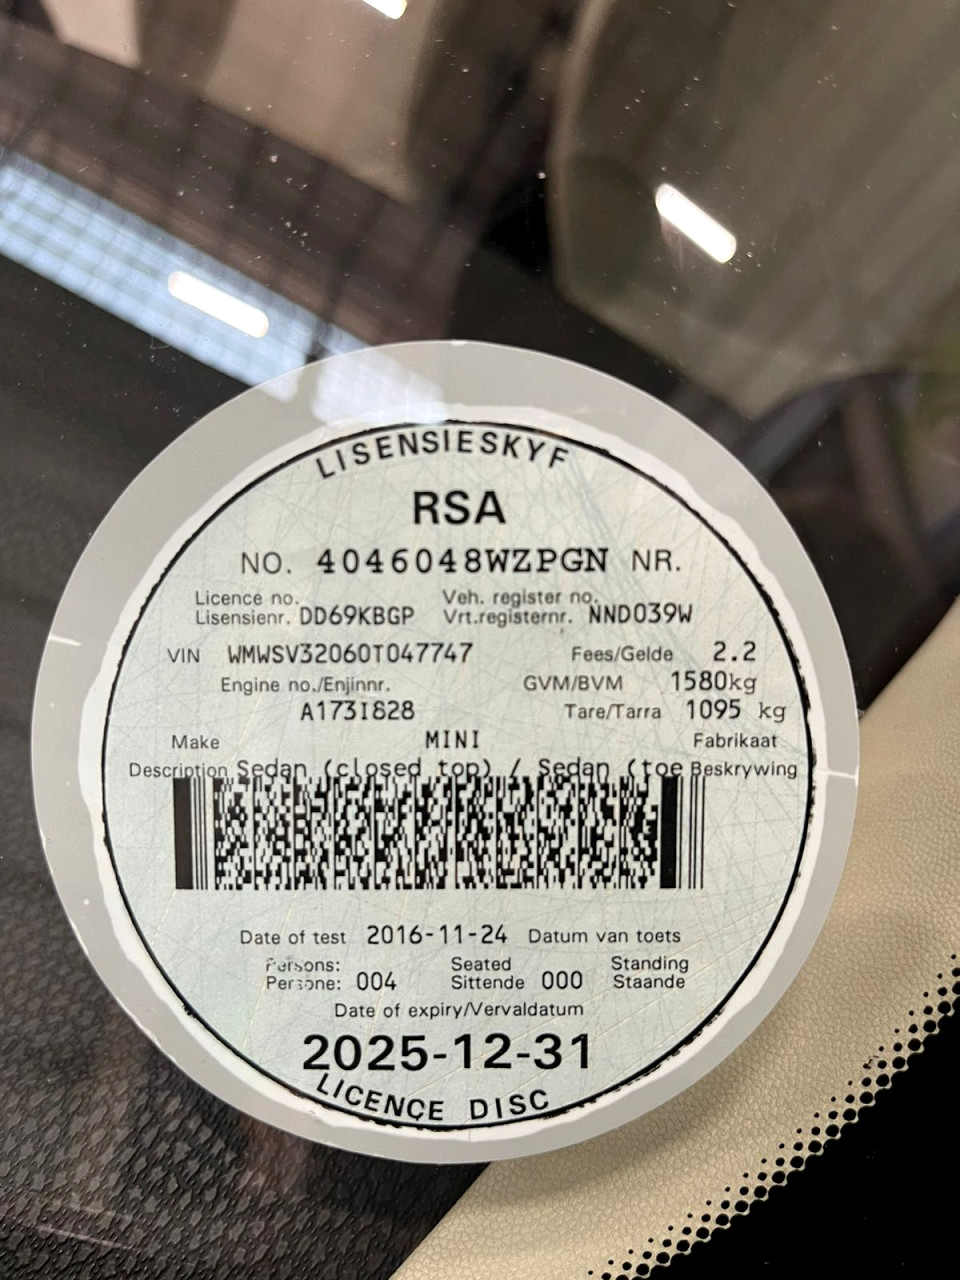 LISENSIESKYF
RSA
NO. 4046048WZPGN NR.
Licence no. Veh. register no.
Lisensienr. DD69KBGP Vrt.registernr. NND039W
VIN WMWSV32060T047747 Fees/Gelde 2.2
Engine no./Enjinnr. GVM/BVM 1580kg
A173I828 Tare/Tarra 1095 kg
Make MINI Fabrikaat
Description Sedan (closed top) / Sedan (toe Beskrywing
Date of test 2016-11-24 Datum van toets
Persons: Seated Standing
Persone: 004 Sittende 000 Staande
Date of expiry/Vervaldatum
2025-12-31
LICENCE DISC